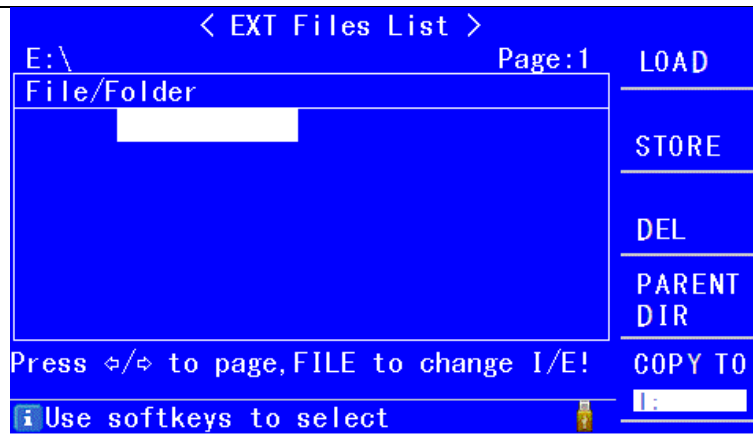 < EXT Files List >
E:\ Page:1
File/Folder
LOAD
STORE
DEL
PARENT
DIR
COPY TO
I:
Press ⇦/⇨ to page,FILE to change I/E!
i Use softkeys to select